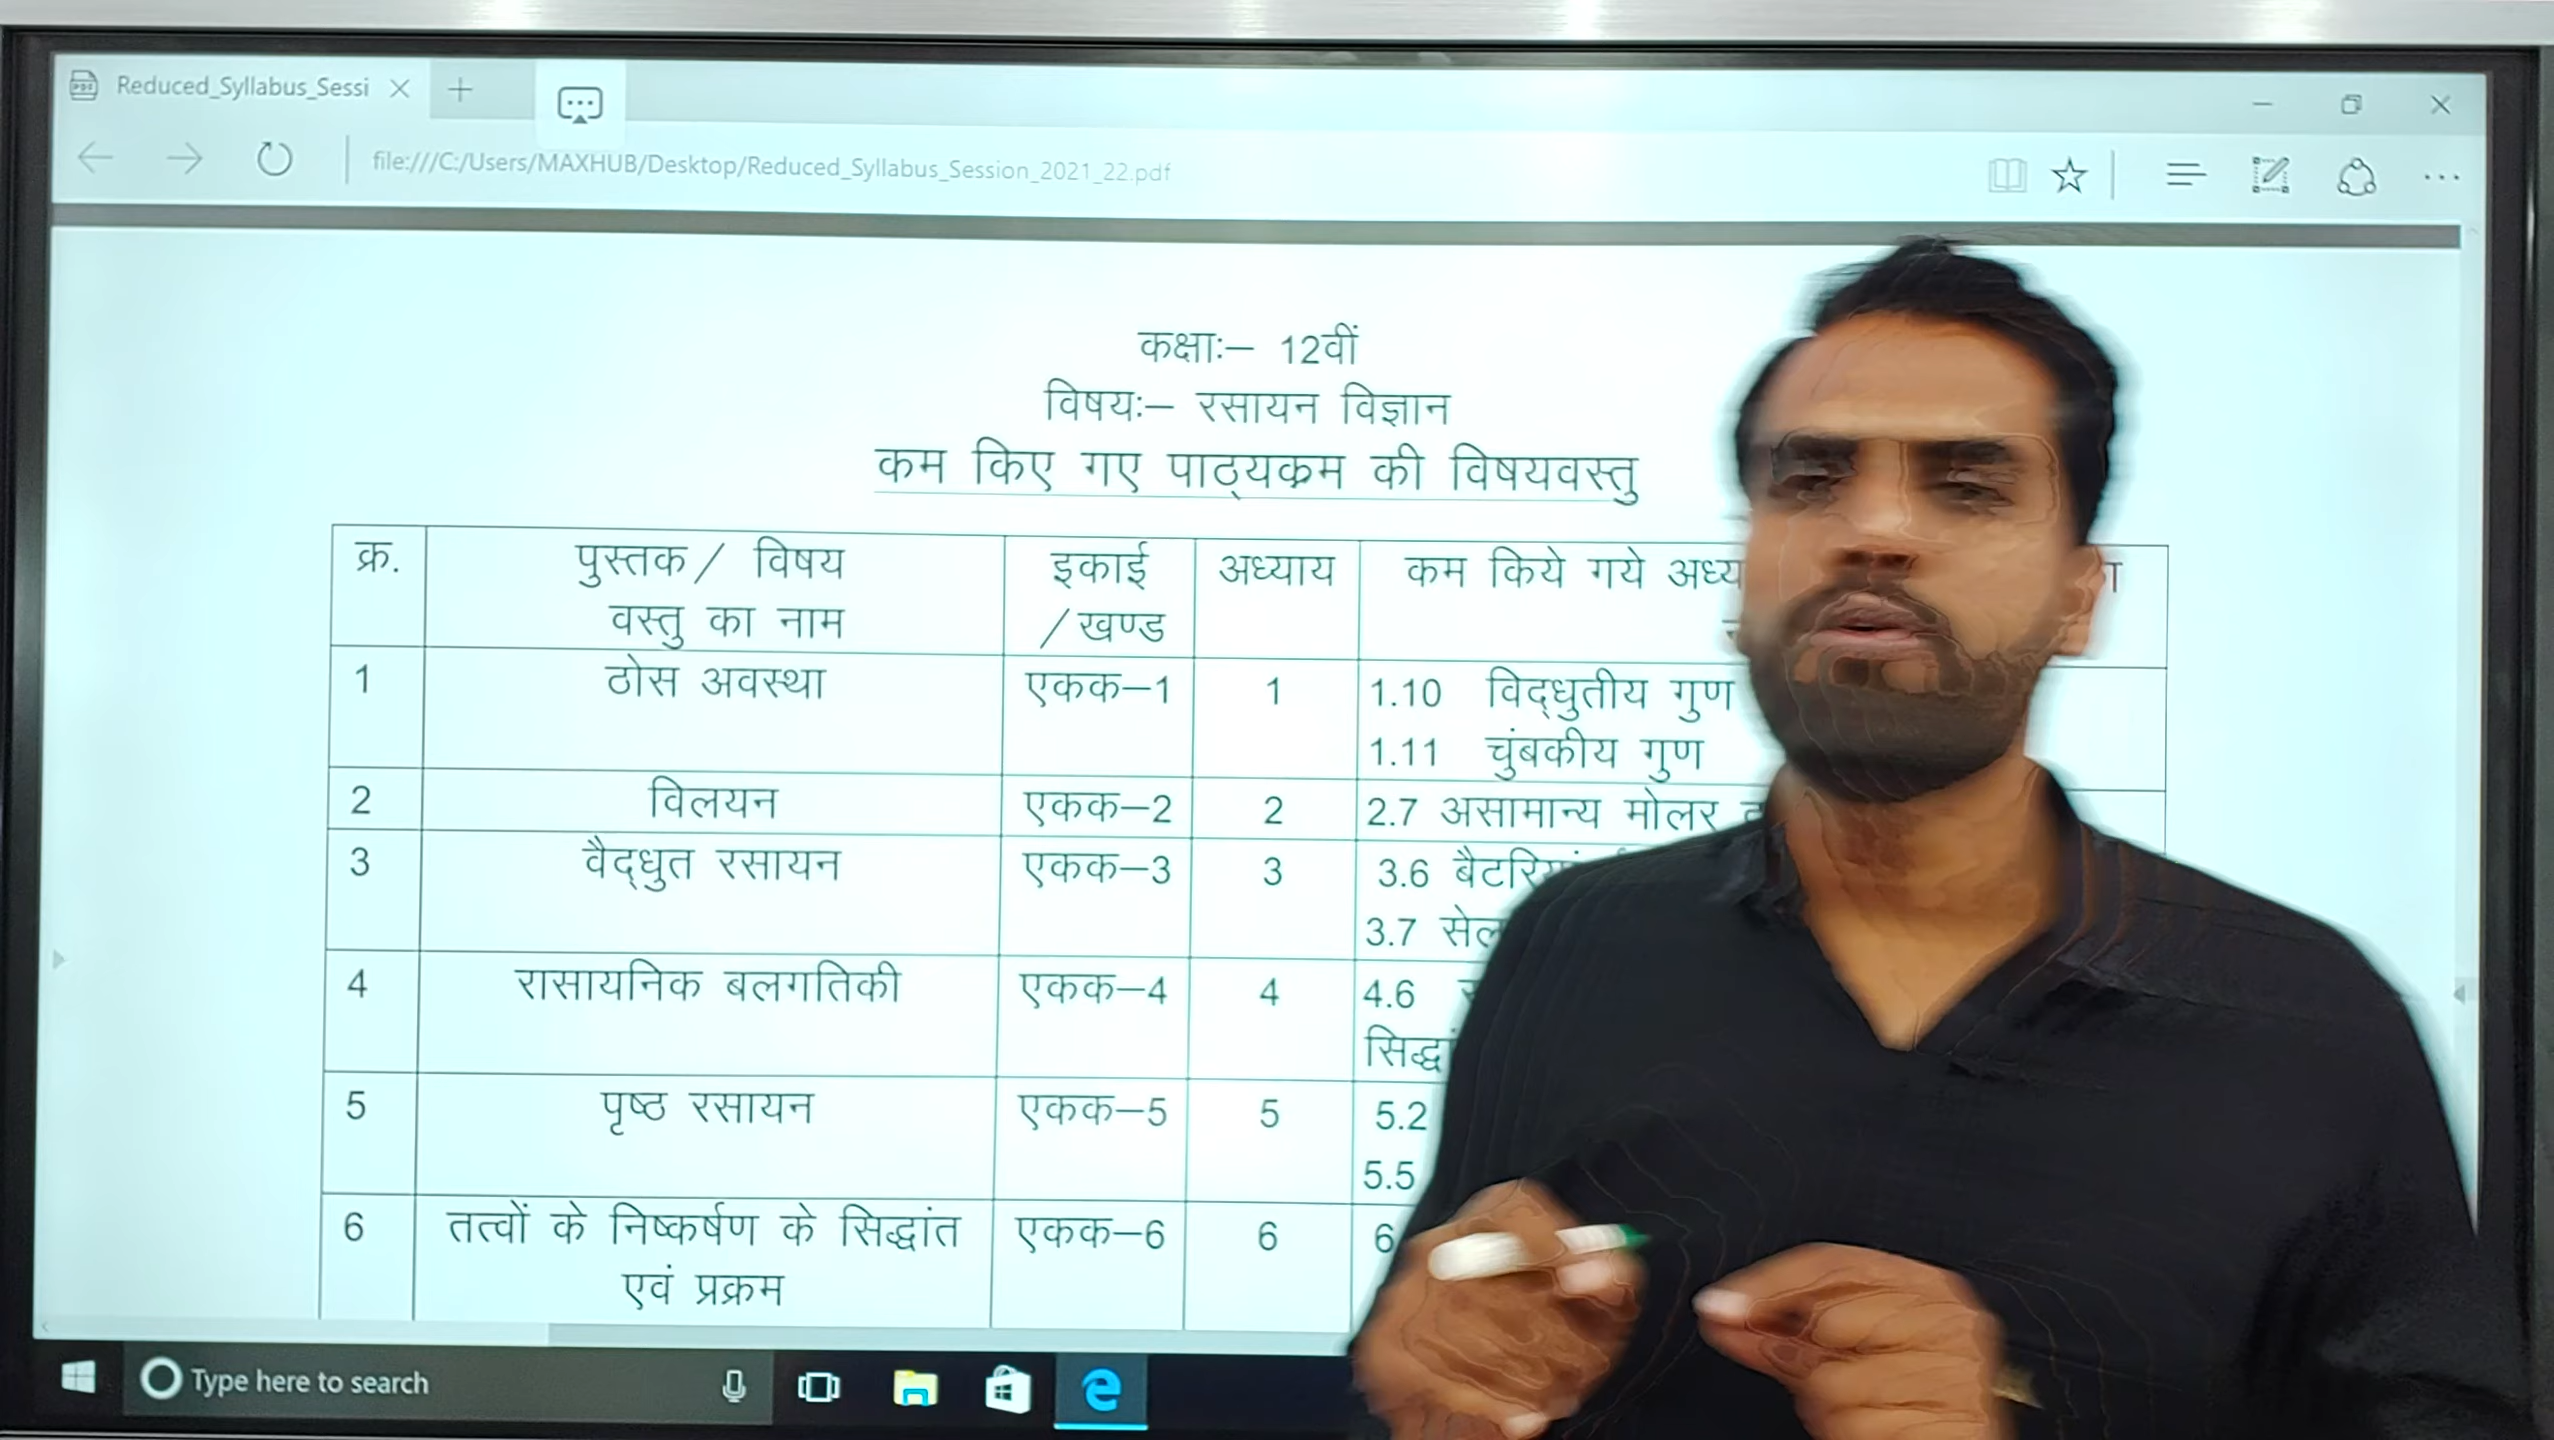 Reduced_Syllabus_Sessi
file:///C:/Users/MAXHUB/Desktop/Reduced_Syllabus_Session_2021_22.pdf
कक्षाः– 12वीं
विषयः– रसायन विज्ञान
कम किए गए पाठ्यक्रम की विषयवस्तु
क्र. पुस्तक / विषय वस्तु का नाम इकाई / खण्ड अध्याय कम किये गये
1 ठोस अवस्था एकक–1 1 1.10 विद्धुतीय गुण
1.11 चुंबकीय गुण
2 विलयन एकक–2 2 2.7 असामान्य मोलर
3 वैद्धुत रसायन एकक–3 3 3.6
3.7
4 रासायनिक बलगतिकी एकक–4 4 4.6
5 पृष्ठ रसायन एकक–5 5 5.2
5.5
6 तत्वों के निष्कर्षण के सिद्धांत एवं प्रक्रम एकक–6 6 6
Type here to search